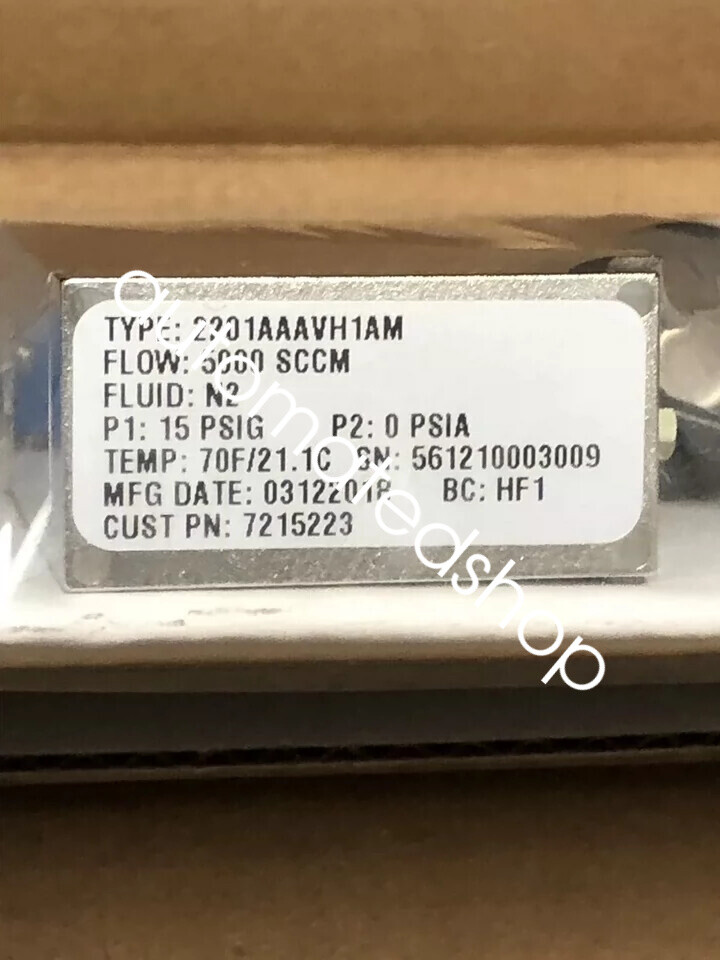 TYPE: 2201AAAVH1AM
FLOW: 5000 SCCM
FLUID: N2
P1: 15 PSIG P2: 0 PSIA
TEMP: 70F/21.1C SN: 561210003009
MFG DATE: 03122018 BC: HF1
CUST PN: 7215223
automatedshop